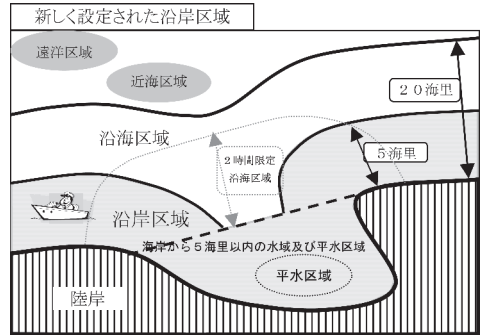 新しく設定された沿岸区域
遠洋区域
近海区域
２０海里
沿海区域
２時間限定
沿海区域
５海里
沿岸区域
海岸から５海里以内の水域及び平水区域
平水区域
陸岸